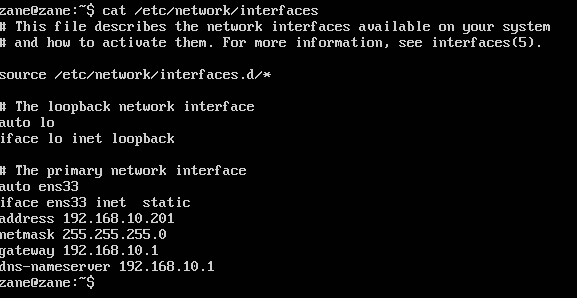 zane@zane:~$ cat /etc/network/interfaces
# This file describes the network interfaces available on your system
# and how to activate them. For more information, see interfaces(5).
source /etc/network/interfaces.d/*
# The loopback network interface
auto lo
iface lo inet loopback
# The primary network interface
auto ens33
iface ens33 inet  static
address 192.168.10.201
netmask 255.255.255.0
gateway 192.168.10.1
dns-nameserver 192.168.10.1
zane@zane:~$